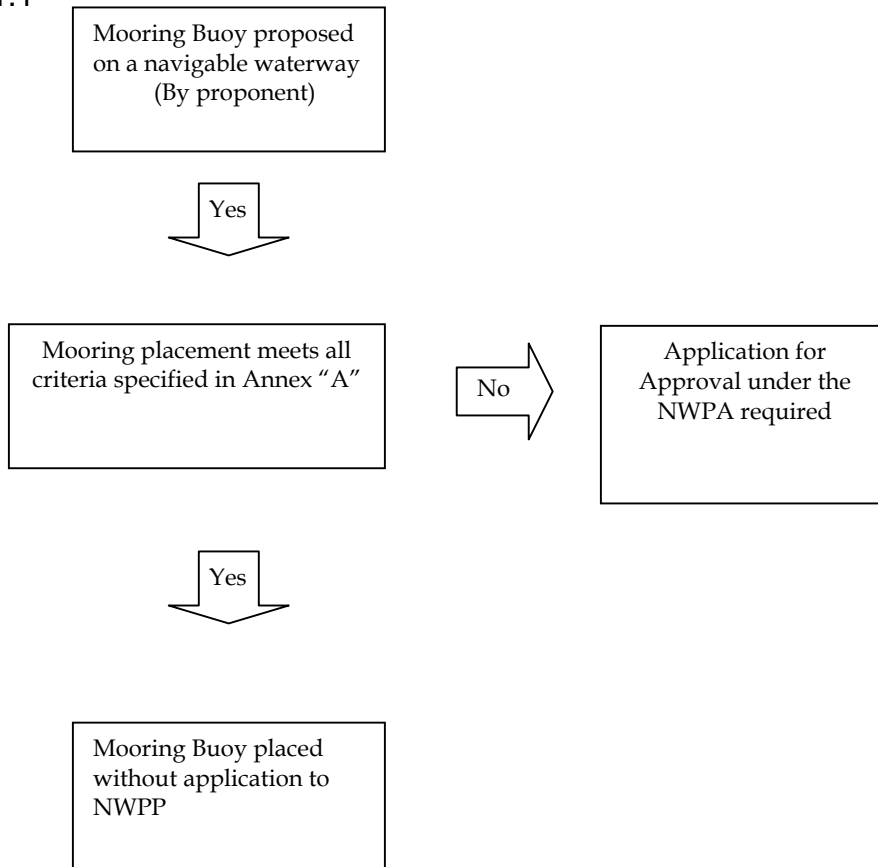 Mooring Buoy proposed
on a navigable waterway
(By proponent)
Yes
Mooring placement meets all
criteria specified in Annex “A”
No
Application for
Approval under the
NWPA required
Yes
Mooring Buoy placed
without application to
NWPP